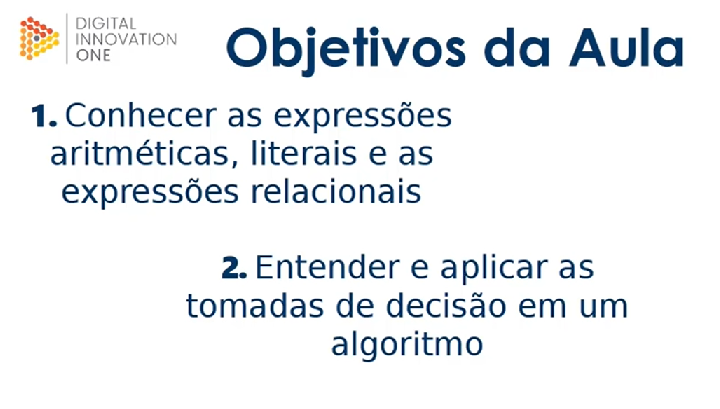 DIGITAL
INNOVATION
ONE
Objetivos da Aula
1. Conhecer as expressões
aritméticas, literais e as
expressões relacionais
2. Entender e aplicar as
tomadas de decisão em um
algoritmo